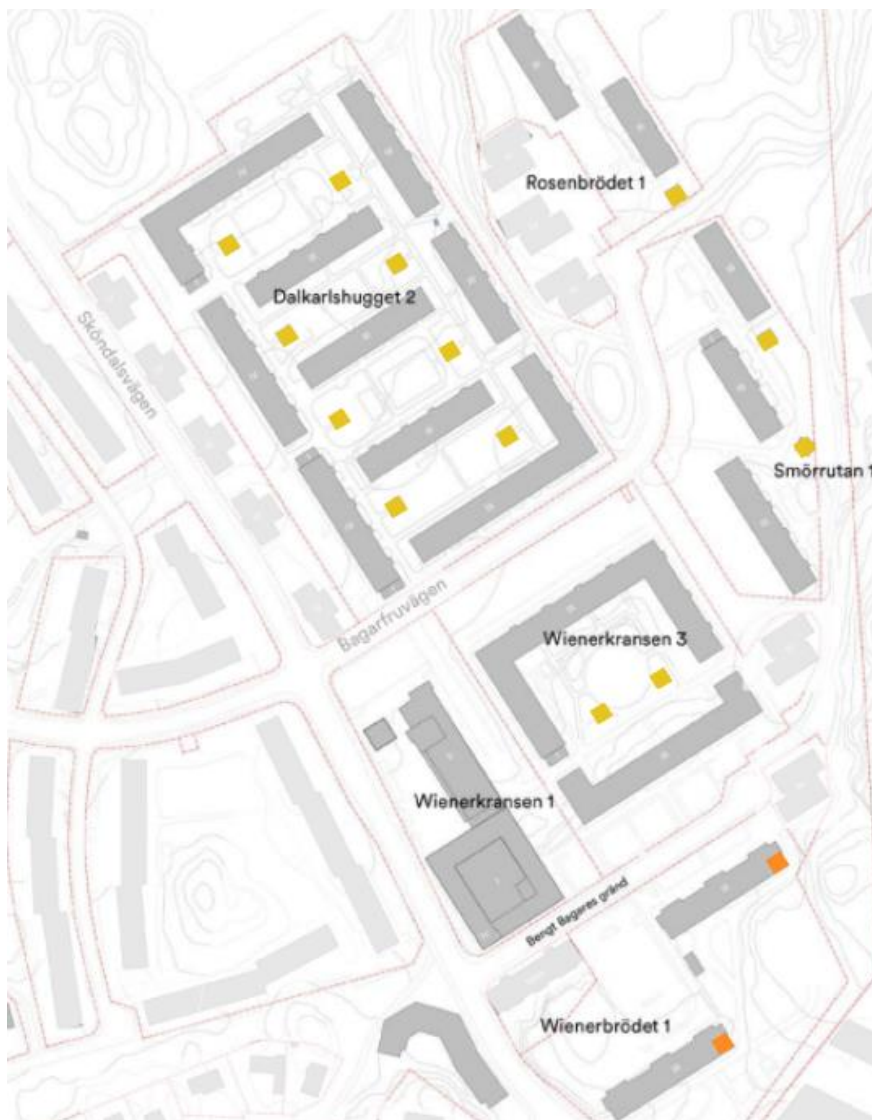 Rosenbrödet 1
Dalkarlshugget 2
Sköndalsvägen
Smörrutan 1
Bagarfruvägen
Wienerkransen 3
Wienerkransen 1
Bengt Bagares gränd
Wienerbrödet 1